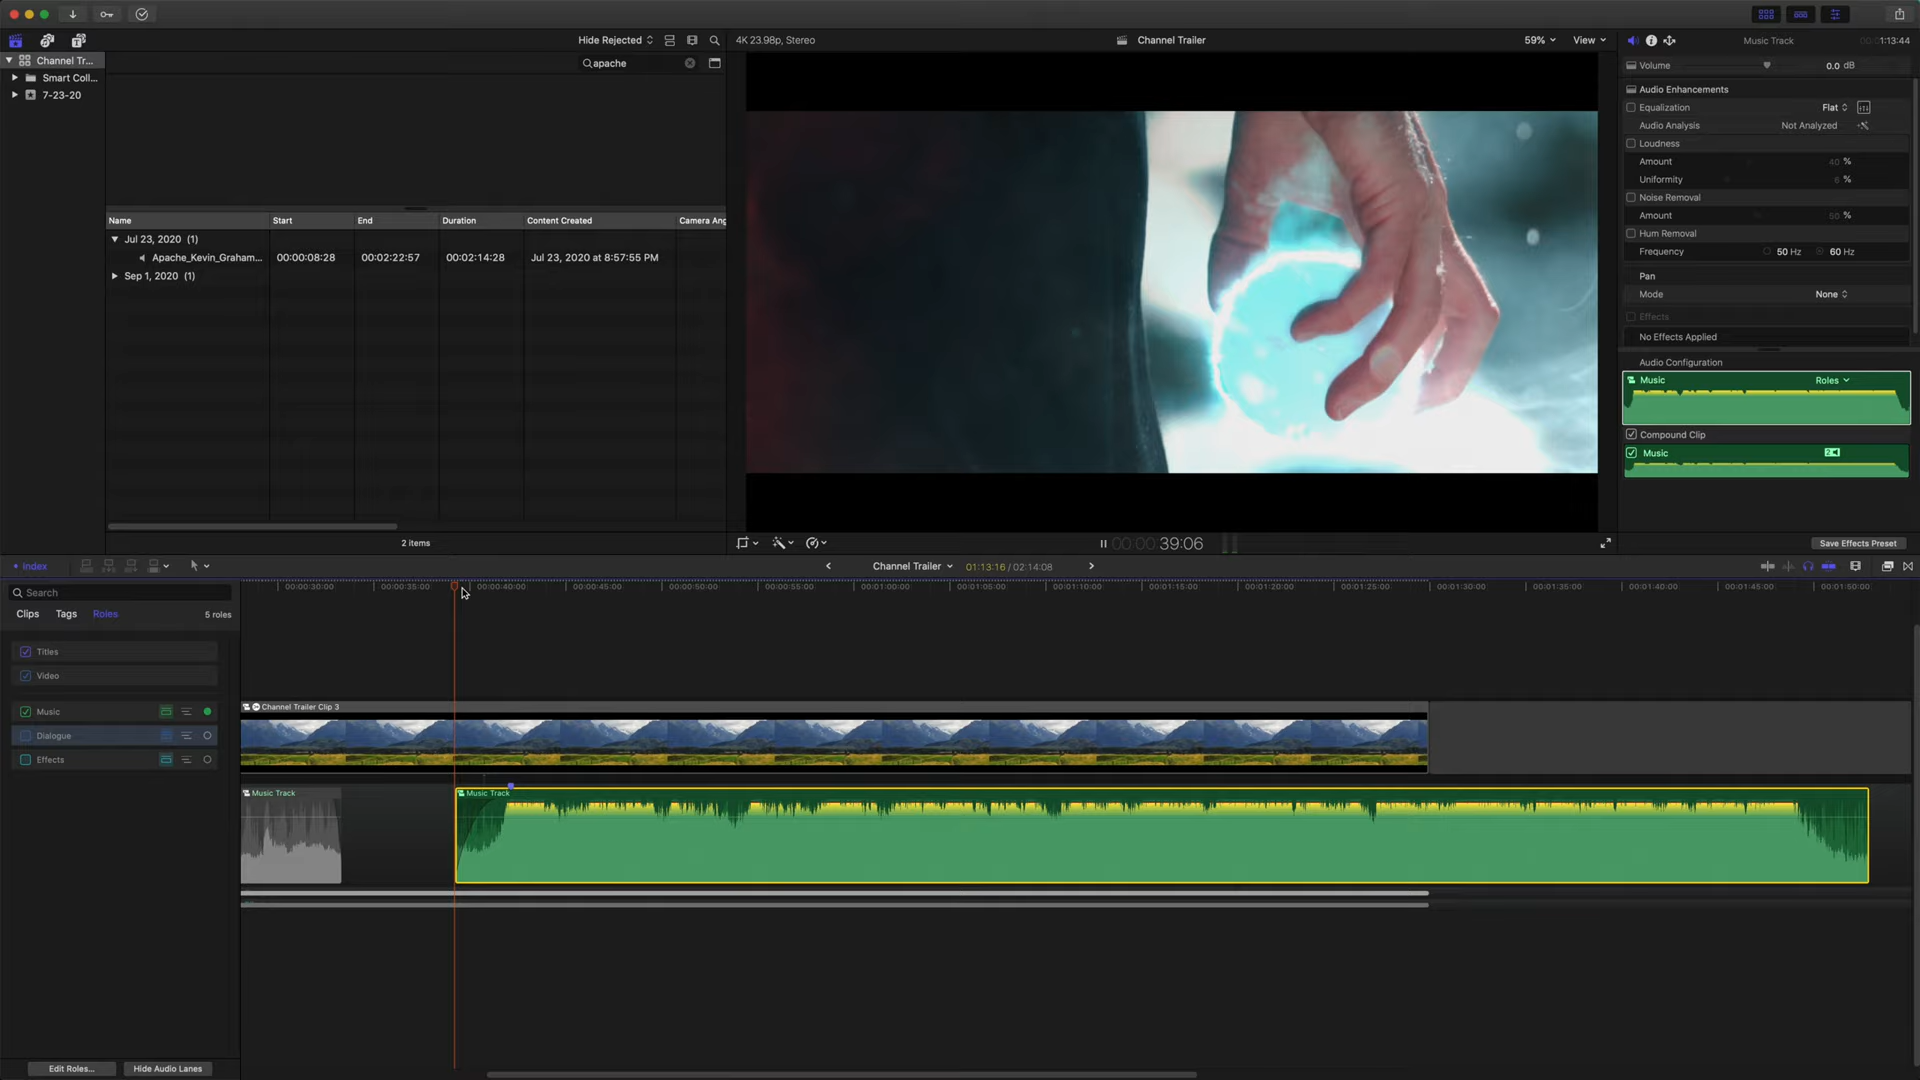 Hide Rejected
4K 23.98p, Stereo
Channel Trailer
59%
View
Music Track
1:13:44
Channel Tr...
apache
Volume
0.0 dB
Smart Coll...
7-23-20
Audio Enhancements
Equalization
Flat
Audio Analysis
Not Analyzed
Loudness
Amount
40 %
Uniformity
6 %
Noise Removal
Amount
50 %
Name
Start
End
Duration
Content Created
Camera Ang
Hum Removal
Jul 23, 2020 (1)
Frequency
50 Hz
60 Hz
Apache_Kevin_Graham...
00:00:08:28
00:02:22:57
00:02:14:28
Jul 23, 2020 at 8:57:55 PM
Sep 1, 2020 (1)
Pan
Mode
None
Effects
No Effects Applied
Audio Configuration
Music
Roles
Compound Clip
Music
2
2 items
00:00:39:06
Save Effects Preset
Index
Channel Trailer
01:13:16 / 02:14:08
00:00:30:00
00:00:35:00
00:00:40:00
00:00:45:00
00:00:50:00
00:00:55:00
00:01:00:00
00:01:05:00
00:01:10:00
00:01:15:00
00:01:20:00
00:01:25:00
00:01:30:00
00:01:35:00
00:01:40:00
00:01:45:00
00:01:50:00
Search
Clips
Tags
Roles
5 roles
Titles
Video
Music
Dialogue
Effects
Channel Trailer Clip 3
Music Track
Music Track
Edit Roles...
Hide Audio Lanes